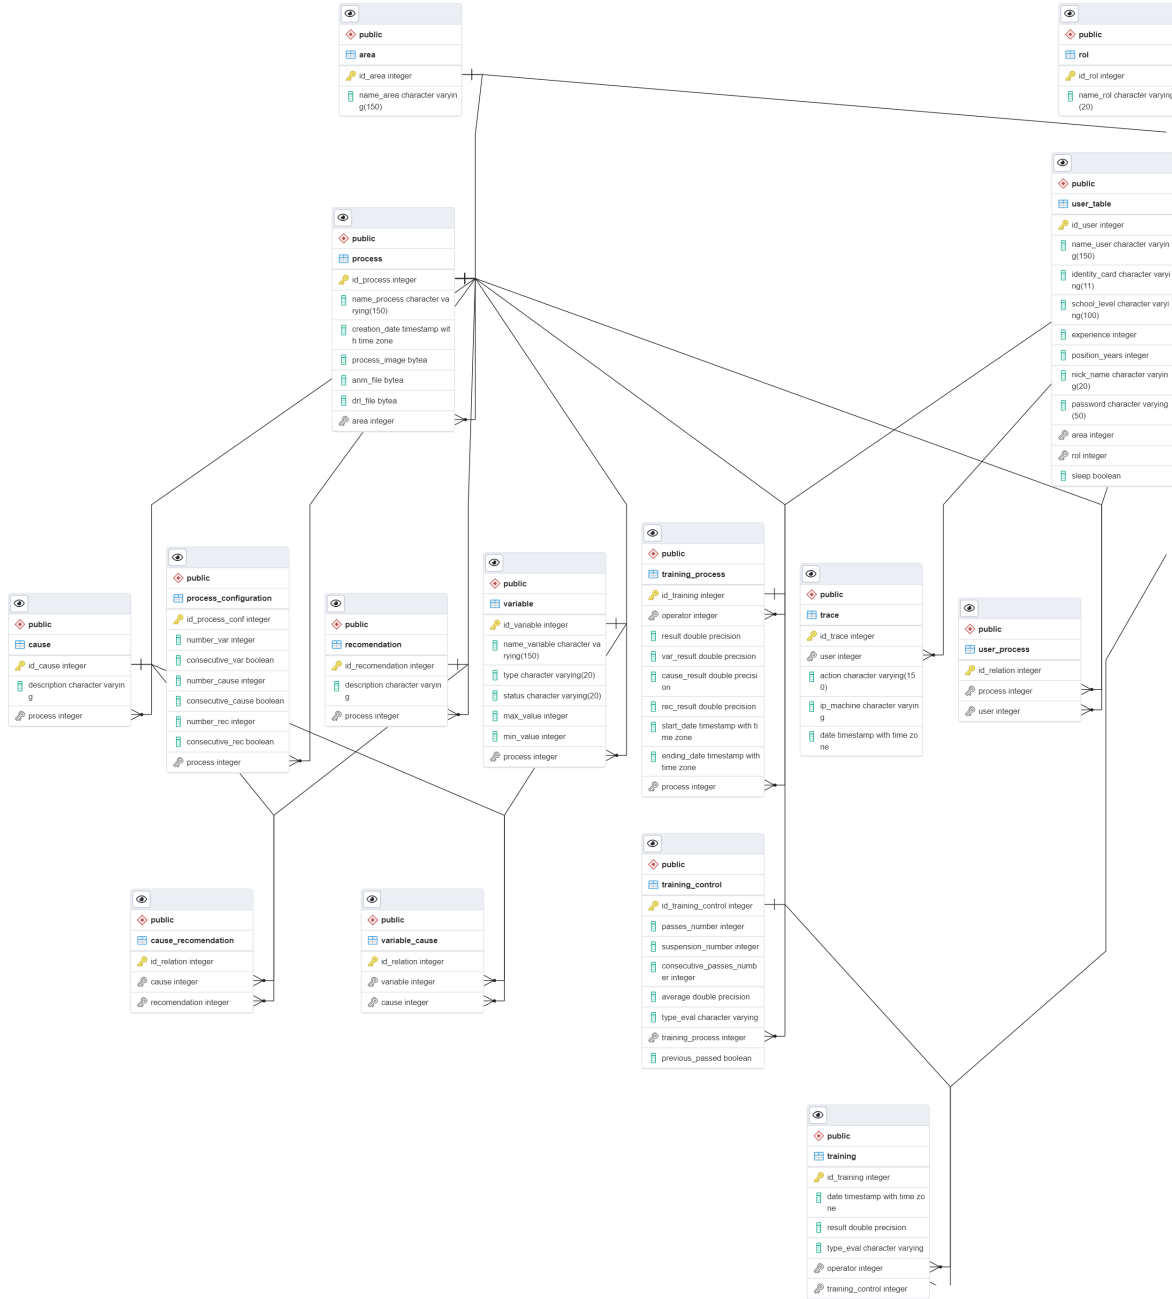 public
area
id_area integer
name_area character varyin
g(150)
public
rol
id_rol integer
name_rol character varying
(20)
public
user_table
id_user integer
name_user character varyin
g(150)
identity_card character varyi
ng(11)
school_level character varyi
ng(100)
experience integer
position_years integer
nick_name character varyin
g(20)
password character varying
(50)
area integer
rol integer
sleep boolean
public
process
id_process integer
name_process character va
rying(150)
creation_date timestamp wit
h time zone
process_image bytea
anm_file bytea
drl_file bytea
area integer
public
cause
id_cause integer
description character varyin
g
process integer
public
process_configuration
id_process_conf integer
number_var integer
consecutive_var boolean
number_cause integer
consecutive_cause boolean
number_rec integer
consecutive_rec boolean
process integer
public
recomendation
id_recomendation integer
description character varyin
g
process integer
public
variable
id_variable integer
name_variable character va
rying(150)
type character varying(20)
status character varying(20)
max_value integer
min_value integer
process integer
public
training_process
id_training integer
operator integer
result double precision
var_result double precision
cause_result double precisi
on
rec_result double precision
start_date timestamp with ti
me zone
ending_date timestamp with
time zone
process integer
public
trace
id_trace integer
user integer
action character varying(15
0)
ip_machine character varyin
g
date timestamp with time zo
ne
public
user_process
id_relation integer
process integer
user integer
public
cause_recomendation
id_relation integer
cause integer
recomendation integer
public
variable_cause
id_relation integer
variable integer
cause integer
public
training_control
id_training_control integer
passes_number integer
suspension_number integer
consecutive_passes_numb
er integer
average double precision
type_eval character varying
training_process integer
previous_passed boolean
public
training
id_training integer
date timestamp with time zo
ne
result double precision
type_eval character varying
operator integer
training_control integer